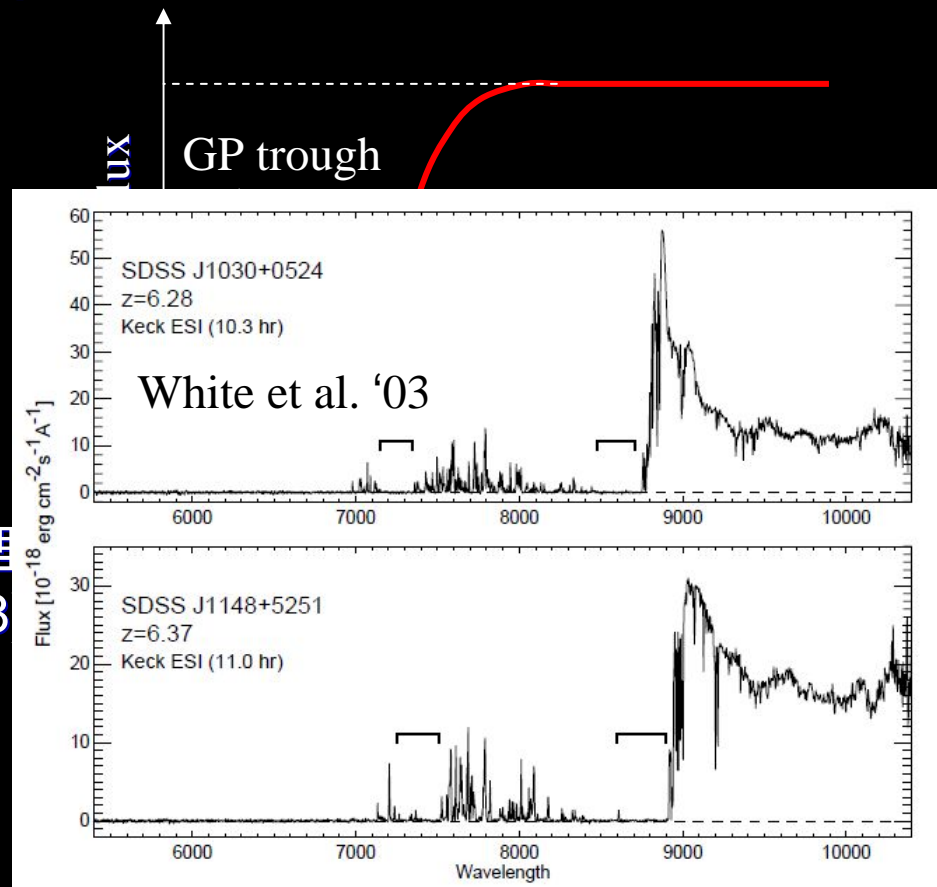 GP trough
60
50
40
30
20
10
0
SDSS J1030+0524
z=6.28
Keck ESI (10.3 hr)
White et al. ‘03
6000 7000 8000 9000 10000
Flux [10-18 erg cm-2 s-1 A-1]
30
20
10
0
SDSS J1148+5251
z=6.37
Keck ESI (11.0 hr)
6000 7000 8000 9000 10000
Wavelength